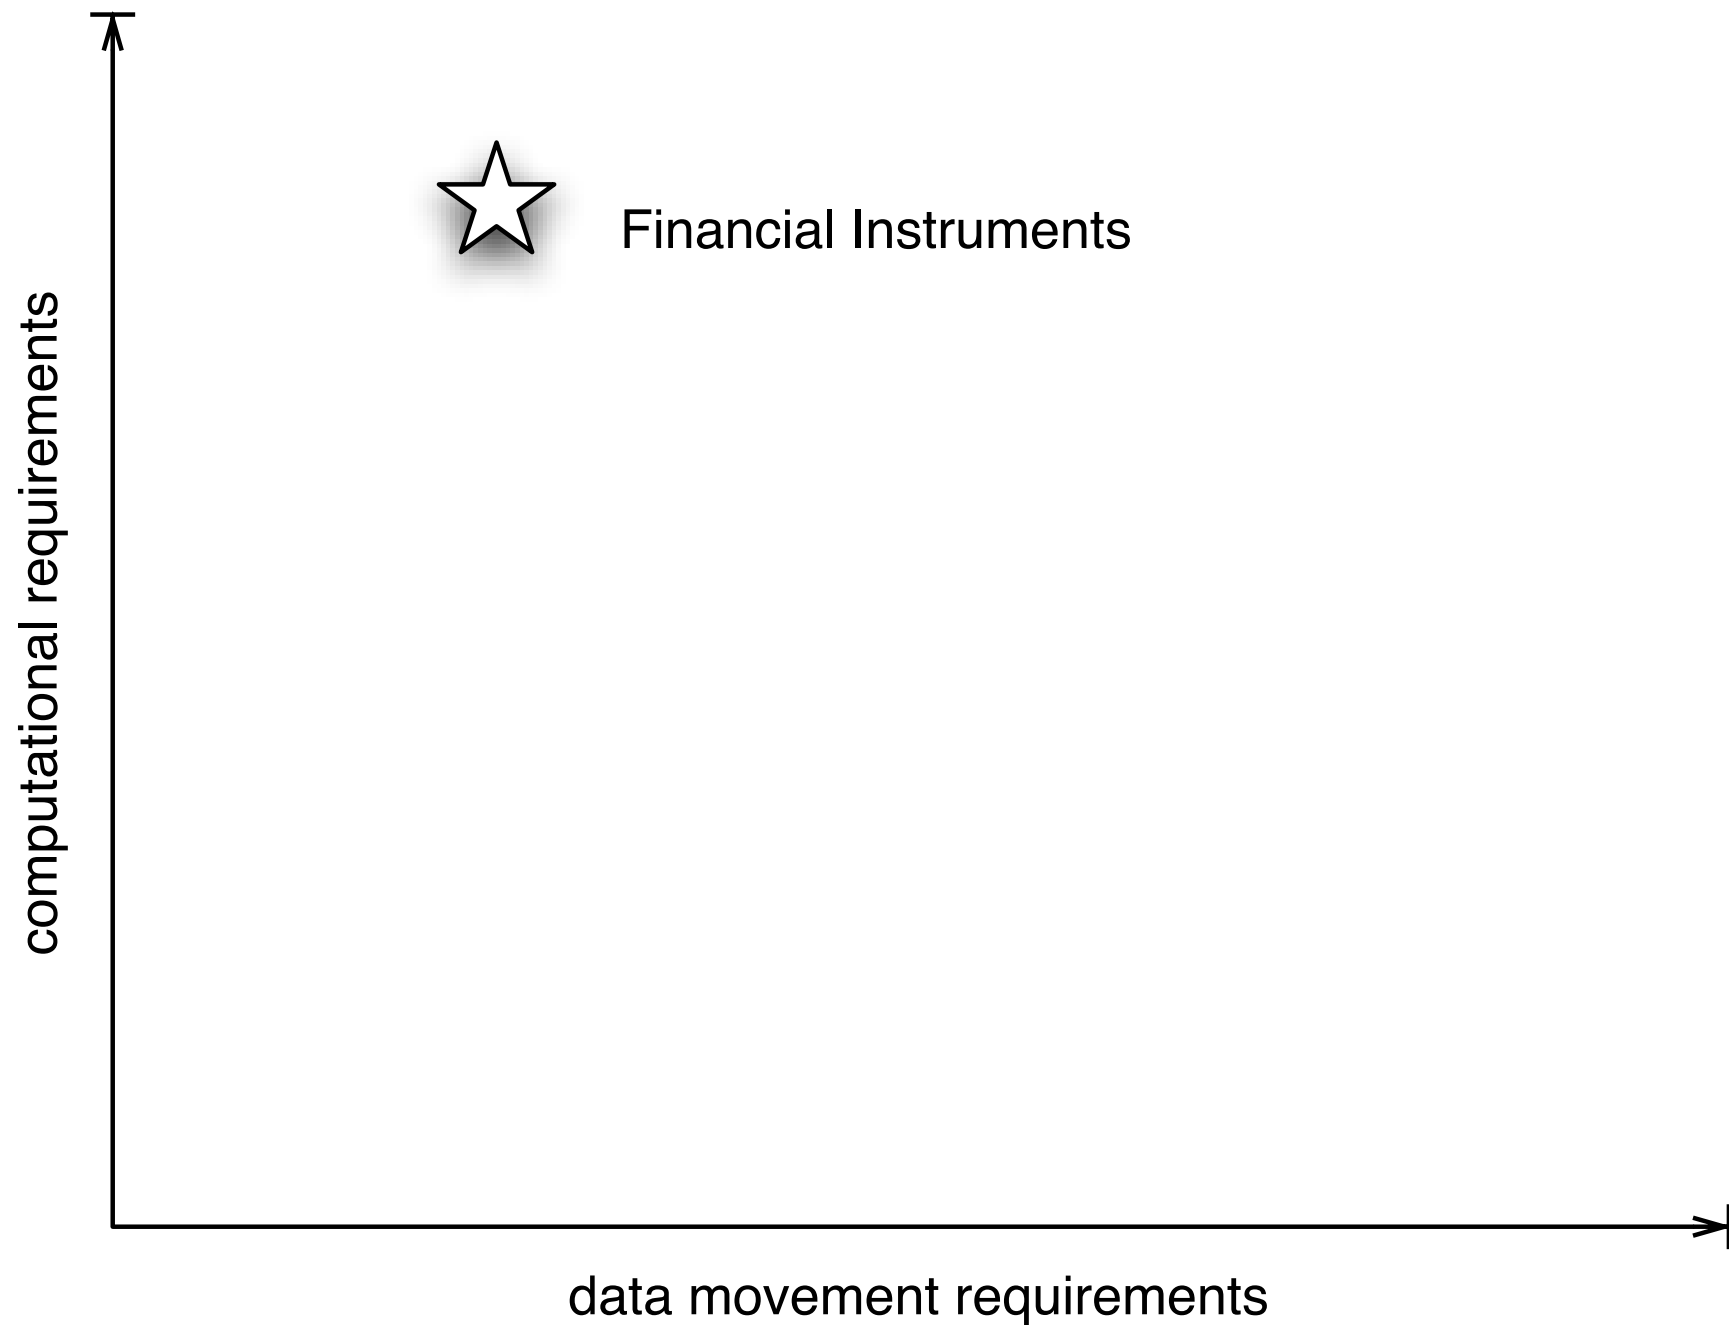 Financial Instruments
computational requirements
data movement requirements